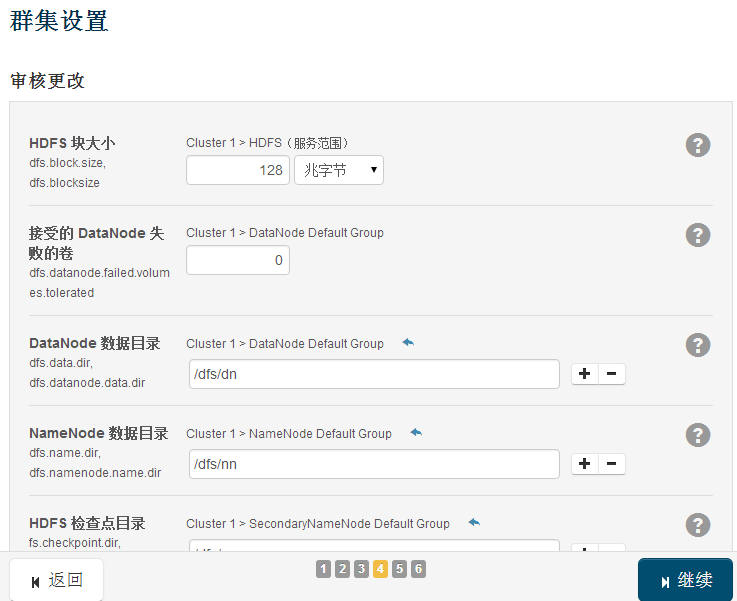 群集设置
审核更改
HDFS 块大小
dfs.block.size,
dfs.blocksize
Cluster 1 > HDFS（服务范围）
128
兆字节
接受的 DataNode 失
败的卷
dfs.datanode.failed.volum
es.tolerated
Cluster 1 > DataNode Default Group
0
DataNode 数据目录
dfs.data.dir,
dfs.datanode.data.dir
Cluster 1 > DataNode Default Group
/dfs/dn
NameNode 数据目录
dfs.name.dir,
dfs.namenode.name.dir
Cluster 1 > NameNode Default Group
/dfs/nn
HDFS 检查点目录
fs.checkpoint.dir,
Cluster 1 > SecondaryNameNode Default Group
返回
1 2 3 4 5 6
继续